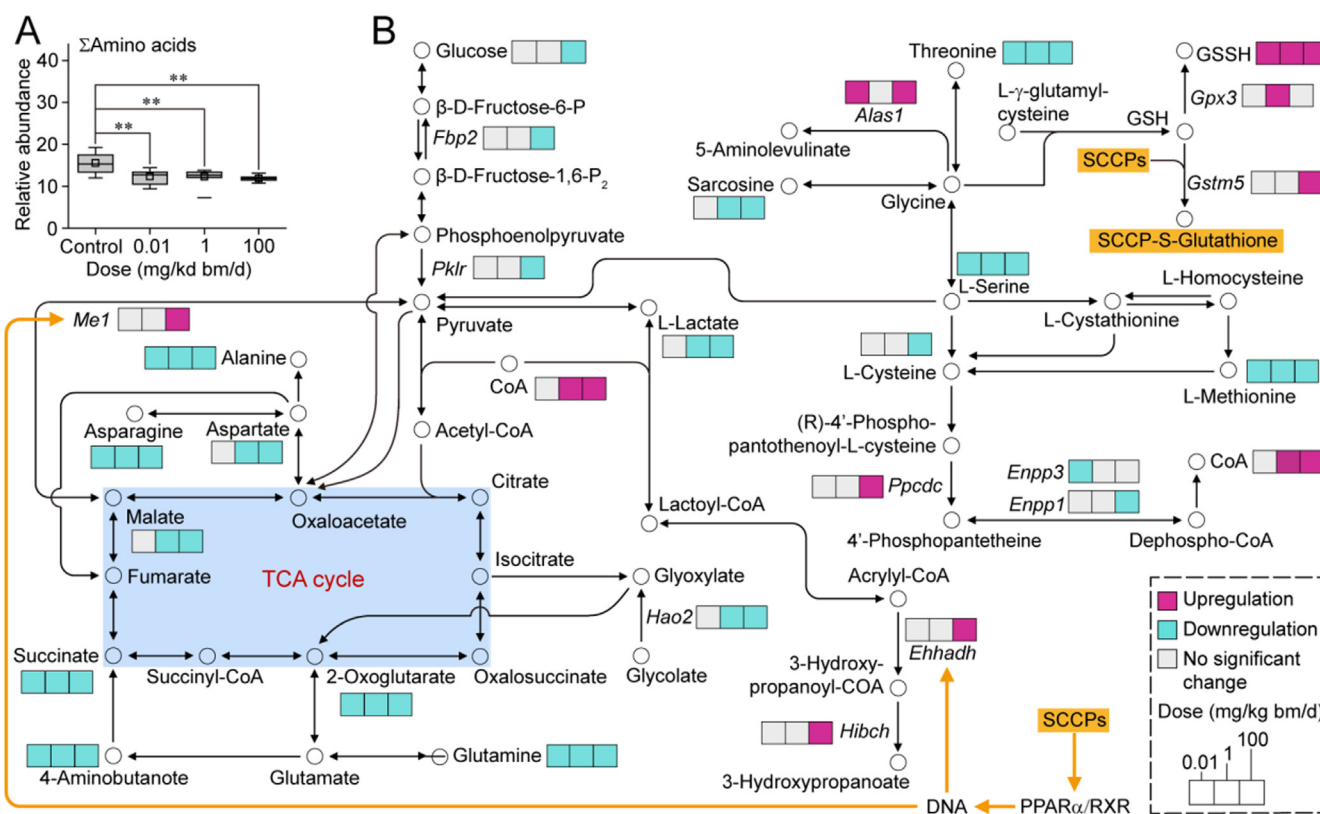 A
ΣAmino acids
Relative abundance
40
30
20
10
0
**
**
**
Control
0.01
1
100
Dose (mg/kd bm/d)
B
Glucose
β-D-Fructose-6-P
Fbp2
β-D-Fructose-1,6-P2
Phosphoenolpyruvate
Pklr
Pyruvate
Me1
Alanine
Asparagine
Aspartate
L-Lactate
CoA
Acetyl-CoA
Citrate
Malate
Oxaloacetate
Lactoyl-CoA
Isocitrate
Fumarate
TCA cycle
Glyoxylate
Hao2
Glycolate
Succinate
Succinyl-CoA
2-Oxoglutarate
Oxalosuccinate
4-Aminobutanote
Glutamate
Glutamine
Threonine
Alas1
5-Aminolevulinate
Sarcosine
Glycine
L-γ-glutamyl-
cysteine
GSH
GSSH
Gpx3
SCCPs
Gstm5
SCCP-S-Glutathione
L-Serine
L-Homocysteine
L-Cystathionine
L-Cysteine
L-Methionine
(R)-4'-Phospho-
pantothenoyl-L-cysteine
Ppcdc
Enpp3
Enpp1
CoA
4'-Phosphopantetheine
Dephospho-CoA
Acrylyl-CoA
Ehhadh
3-Hydroxy-
propanoyl-COA
Hibch
3-Hydroxypropanoate
SCCPs
DNA
PPARα/RXR
Upregulation
Downregulation
No significant
change
Dose (mg/kg bm/d)
0.01
1
100